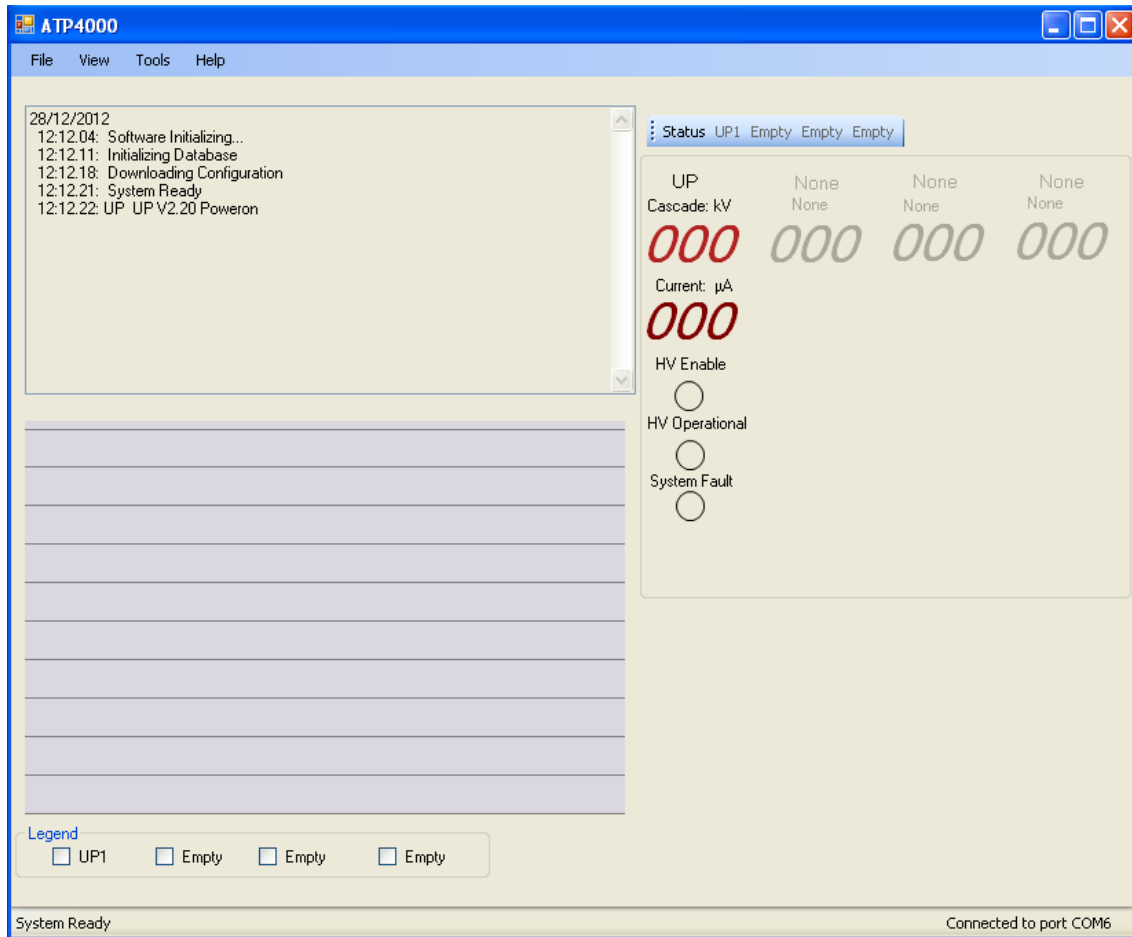 ATP4000
File View Tools Help
28/12/2012
12:12.04: Software Initializing...
12:12.11: Initializing Database
12:12.18: Downloading Configuration
12:12.21: System Ready
12:12.22: UP UP V2.20 Poweron
Status UP1 Empty Empty Empty
UP None None None
Cascade: kV None None None
000 000 000 000
Current: µA
000
HV Enable
HV Operational
System Fault
Legend
UP1 Empty Empty Empty
System Ready Connected to port COM6